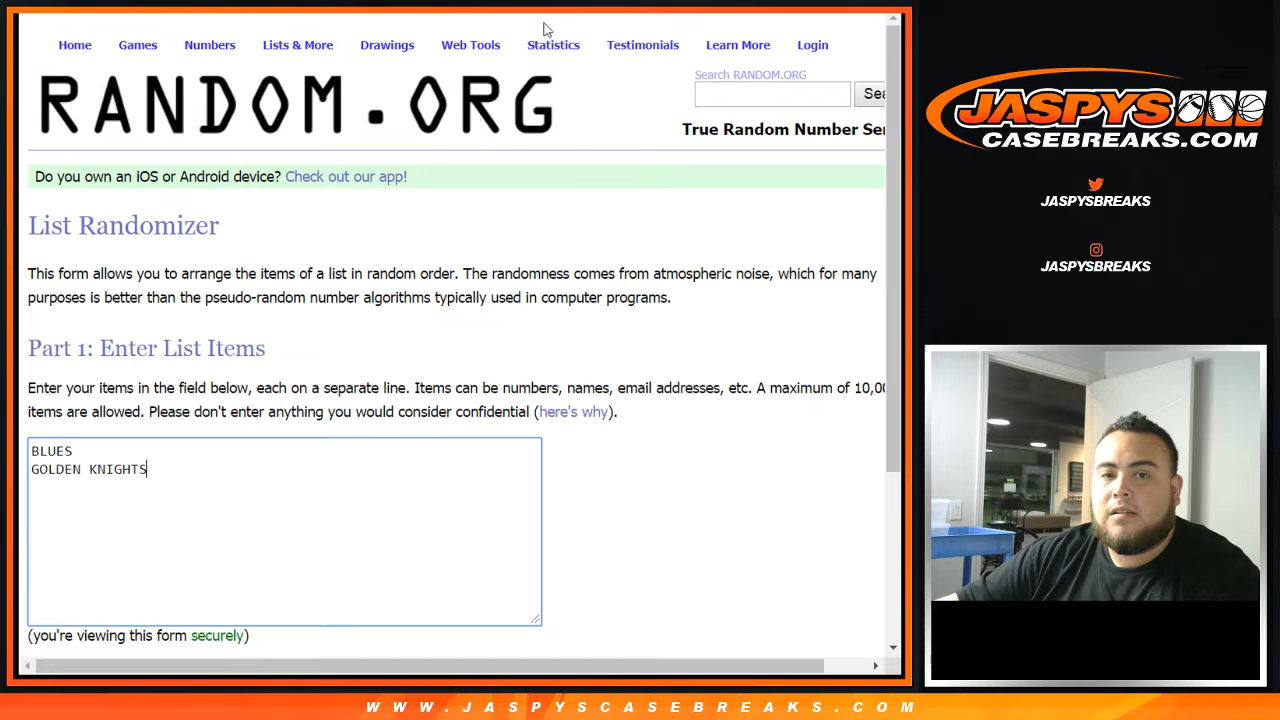 Home Games Numbers Lists & More Drawings Web Tools Statistics Testimonials Learn More Login
RANDOM.ORG
Search RANDOM.ORG
Sea
True Random Number Se
Do you own an iOS or Android device? Check out our app!
List Randomizer
This form allows you to arrange the items of a list in random order. The randomness comes from atmospheric noise, which for many
purposes is better than the pseudo-random number algorithms typically used in computer programs.
Part 1: Enter List Items
Enter your items in the field below, each on a separate line. Items can be numbers, names, email addresses, etc. A maximum of 10,00
items are allowed. Please don't enter anything you would consider confidential (here's why).
BLUES
GOLDEN KNIGHTS
(you're viewing this form securely)
JASPYS
CASEBREAKS.COM
JASPYSBREAKS
JASPYSBREAKS
WWW.JASPYSCASEBREAKS.COM